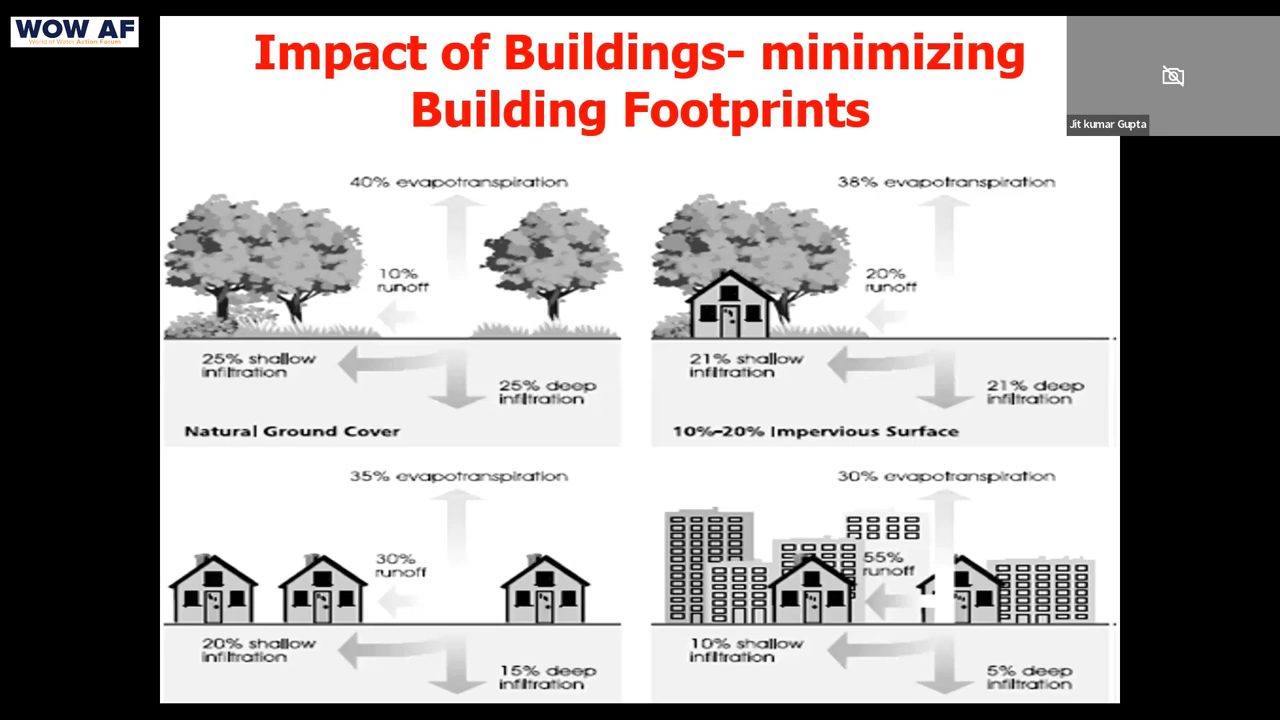 WOW AF
World of Water Action Forum
Impact of Buildings- minimizing
Building Footprints
Jit kumar Gupta
40% evapotranspiration
10%
runoff
25% shallow
infiltration
25% deep
infiltration
Natural Ground Cover
38% evapotranspiration
20%
runoff
21% shallow
infiltration
21% deep
infiltration
10%-20% Impervious Surface
35% evapotranspiration
30%
runoff
20% shallow
infiltration
15% deep
infiltration
30% evapotranspiration
55%
runoff
10% shallow
infiltration
5% deep
infiltration